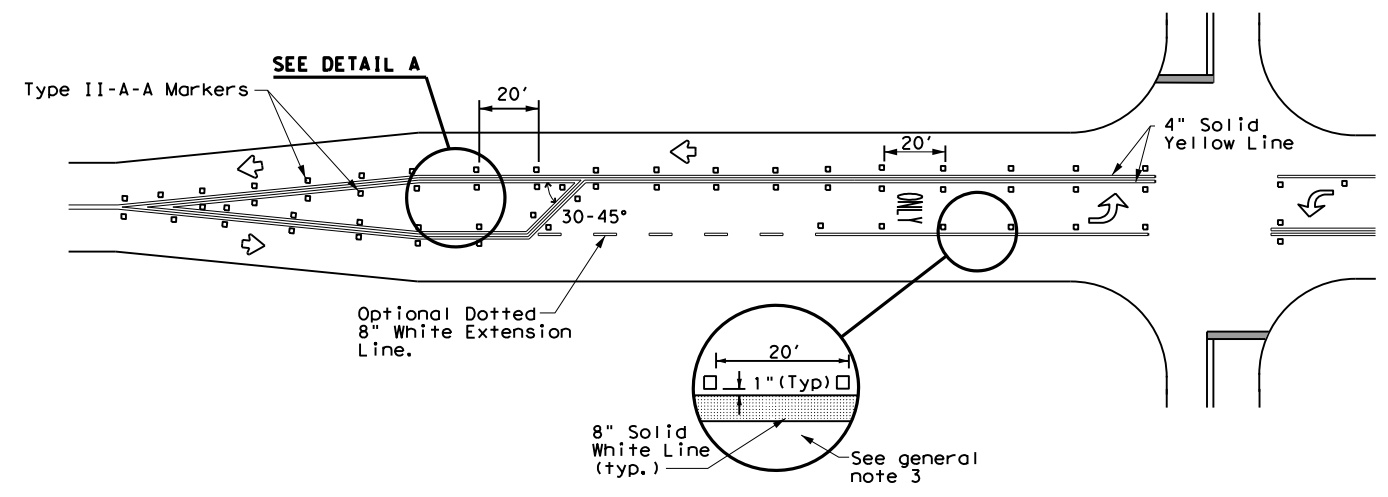 SEE DETAIL A
Type II-A-A Markers
20'
20'
4" Solid
Yellow Line
30-45°
ONLY
Optional Dotted
8" White Extension
Line.
20'
1"(Typ)
8" Solid
White Line
(typ.)
See general
note 3